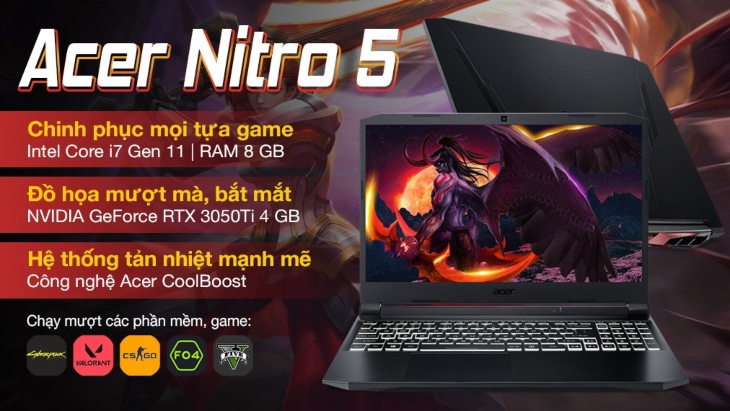 Acer Nitro 5
Chinh phục mọi tựa game
Intel Core i7 Gen 11 | RAM 8 GB
Đồ họa mượt mà, bắt mắt
NVIDIA GeForce RTX 3050Ti 4 GB
Hệ thống tản nhiệt mạnh mẽ
Công nghệ Acer CoolBoost
Chạy mượt các phần mềm, game:
Cyberpunk
VALORANT
CS:GO
FO4
V
FIVE
acer